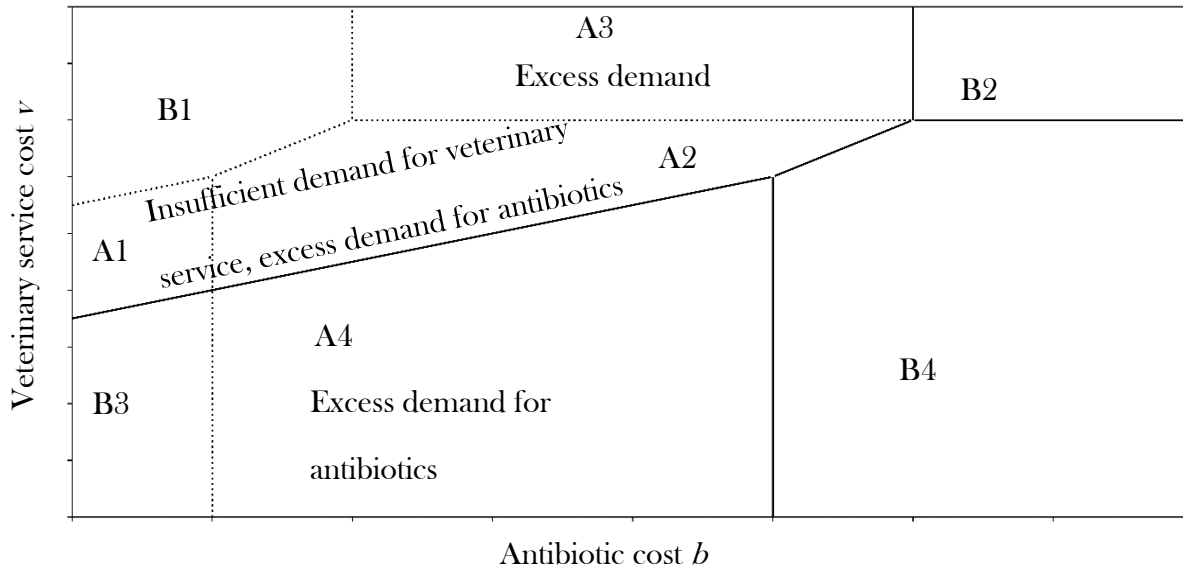 A3
Excess demand
B1
B2
Insufficient demand for veterinary
A2
service, excess demand for antibiotics
A1
A4
Excess demand for
antibiotics
B3
B4
Veterinary service cost v
Antibiotic cost b